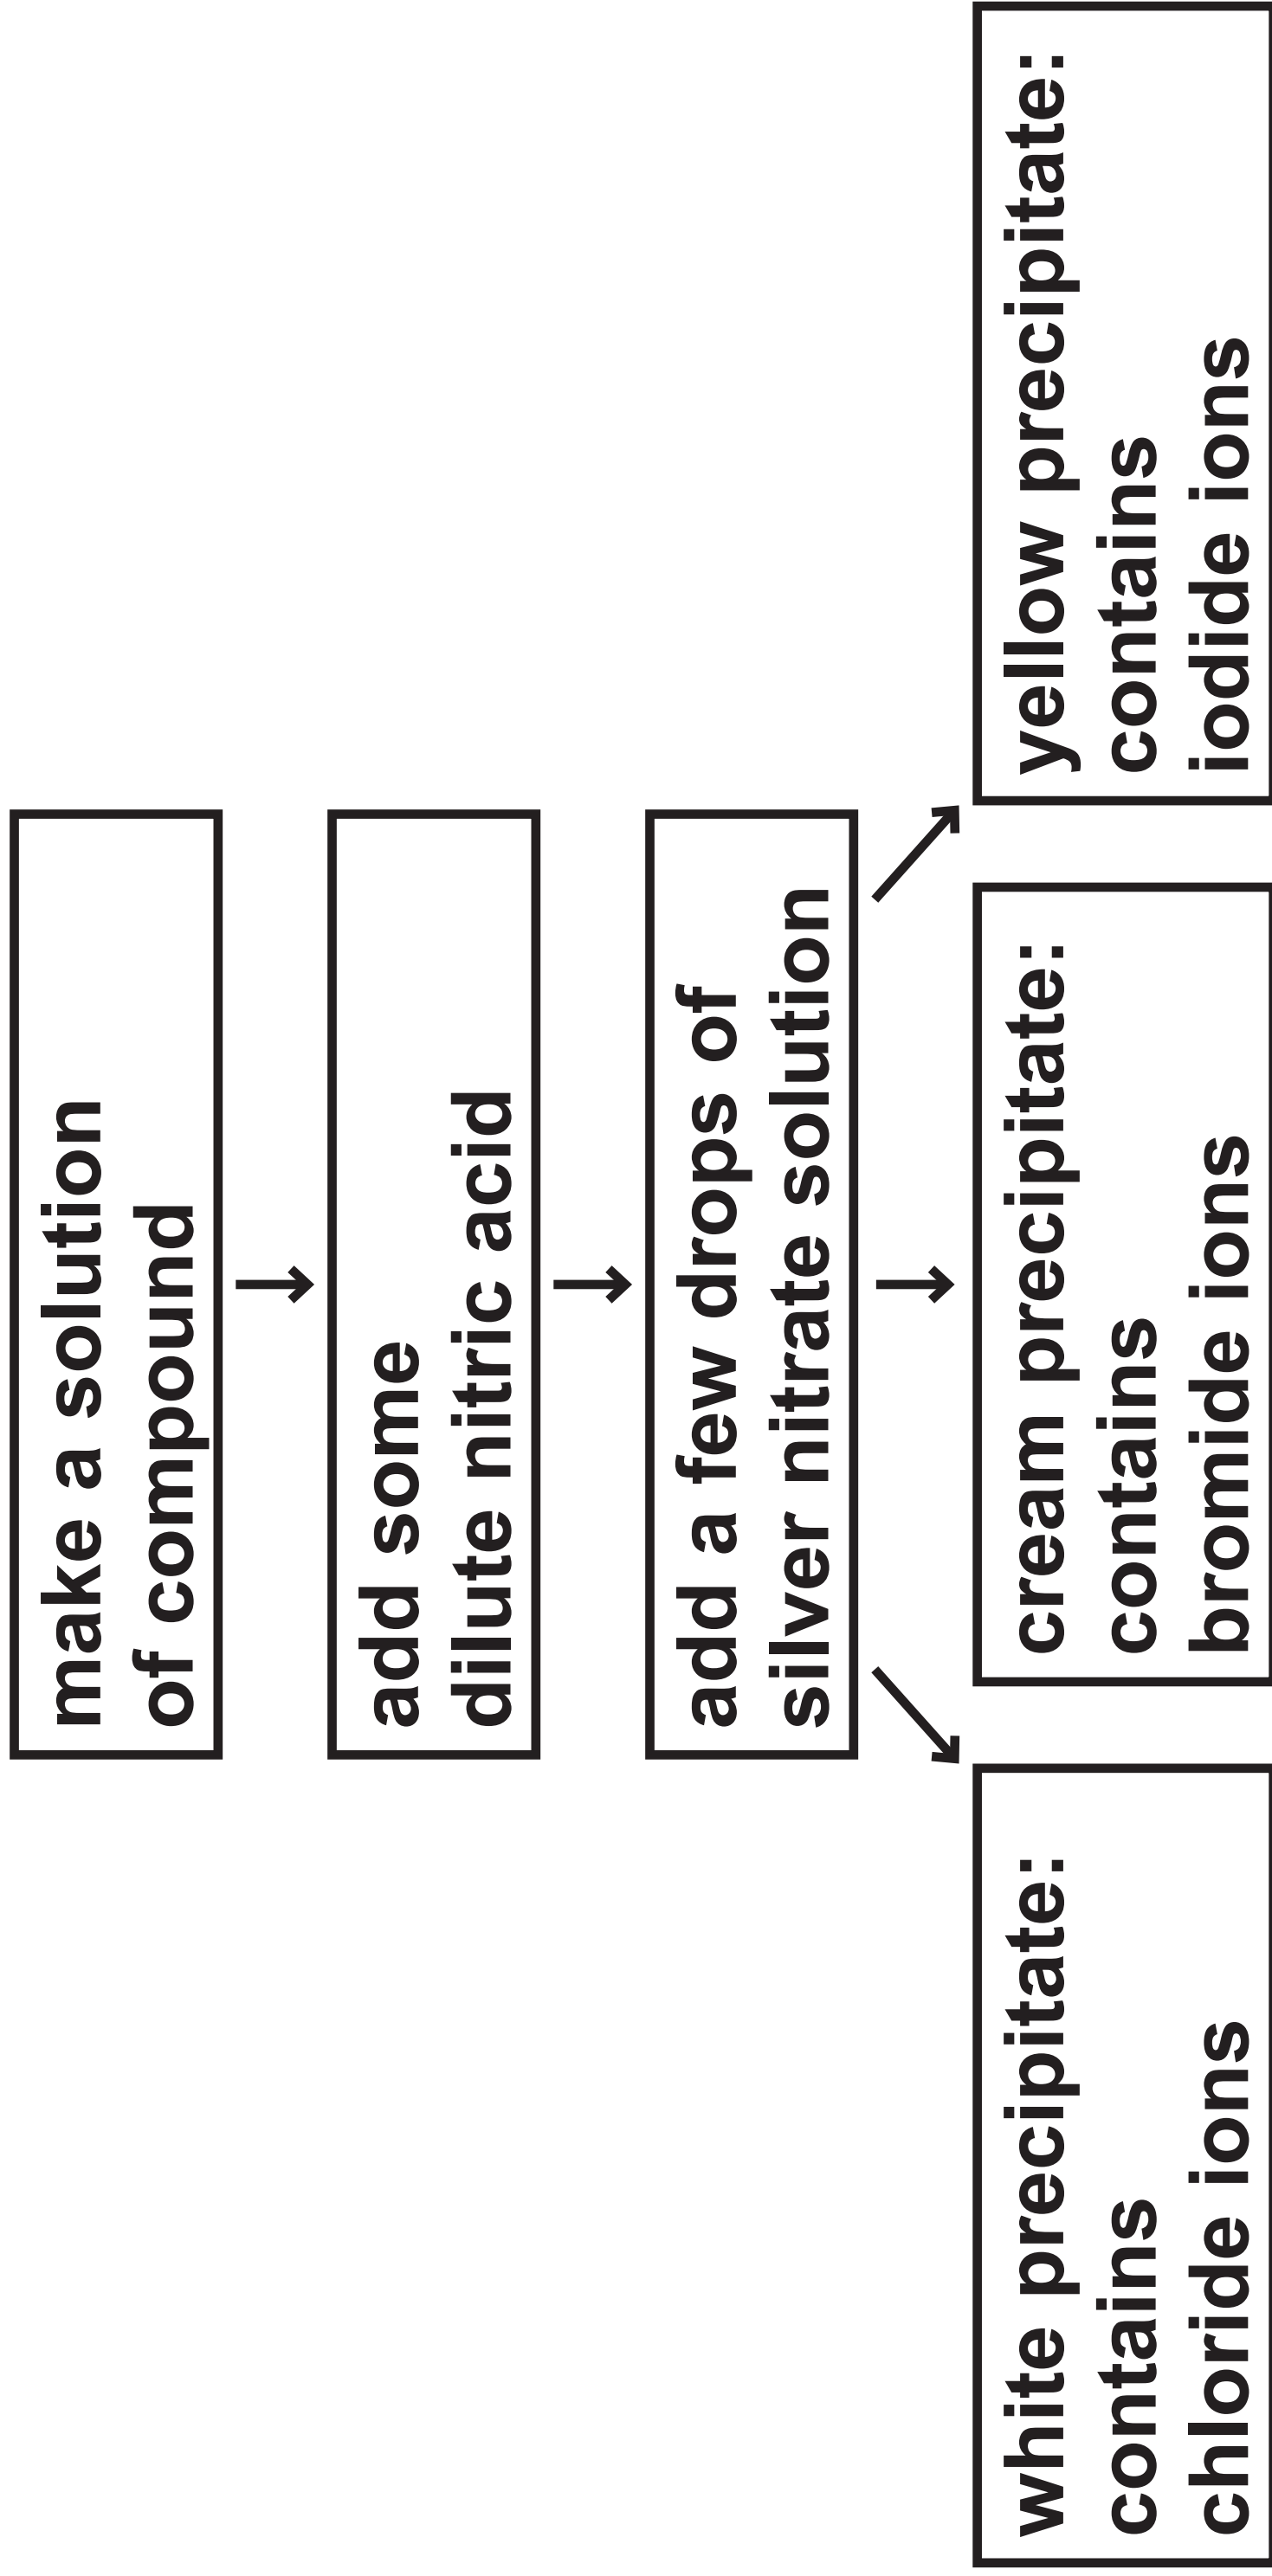 make a solution
of compound
add some
dilute nitric acid
add a few drops of
silver nitrate solution
white precipitate:
contains
chloride ions
cream precipitate:
contains
bromide ions
yellow precipitate:
contains
iodide ions